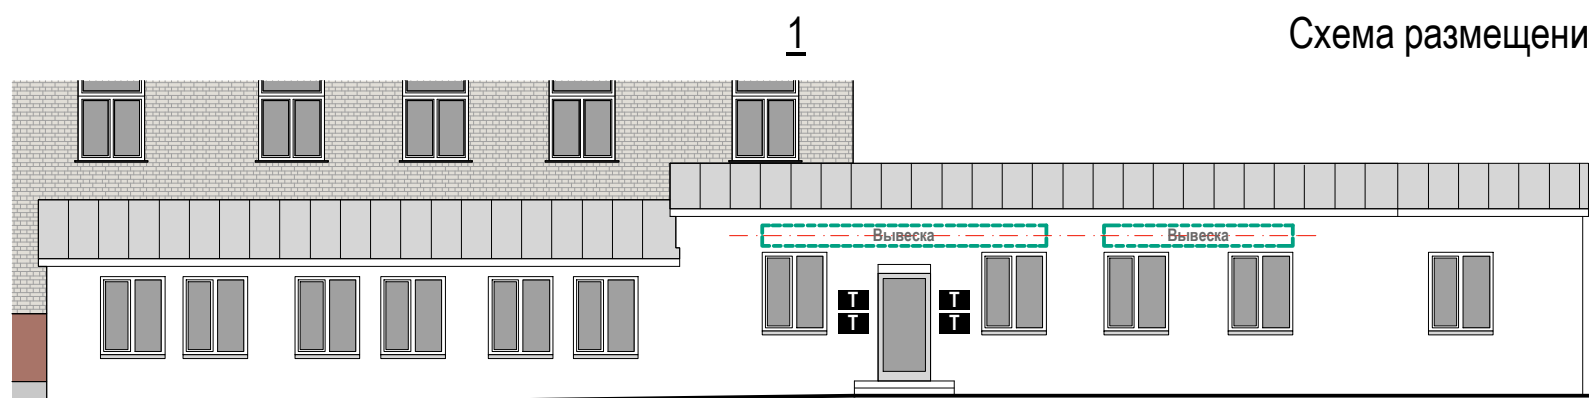 1
Схема размещени
Вывеска
Вывеска
Т Т
Т Т